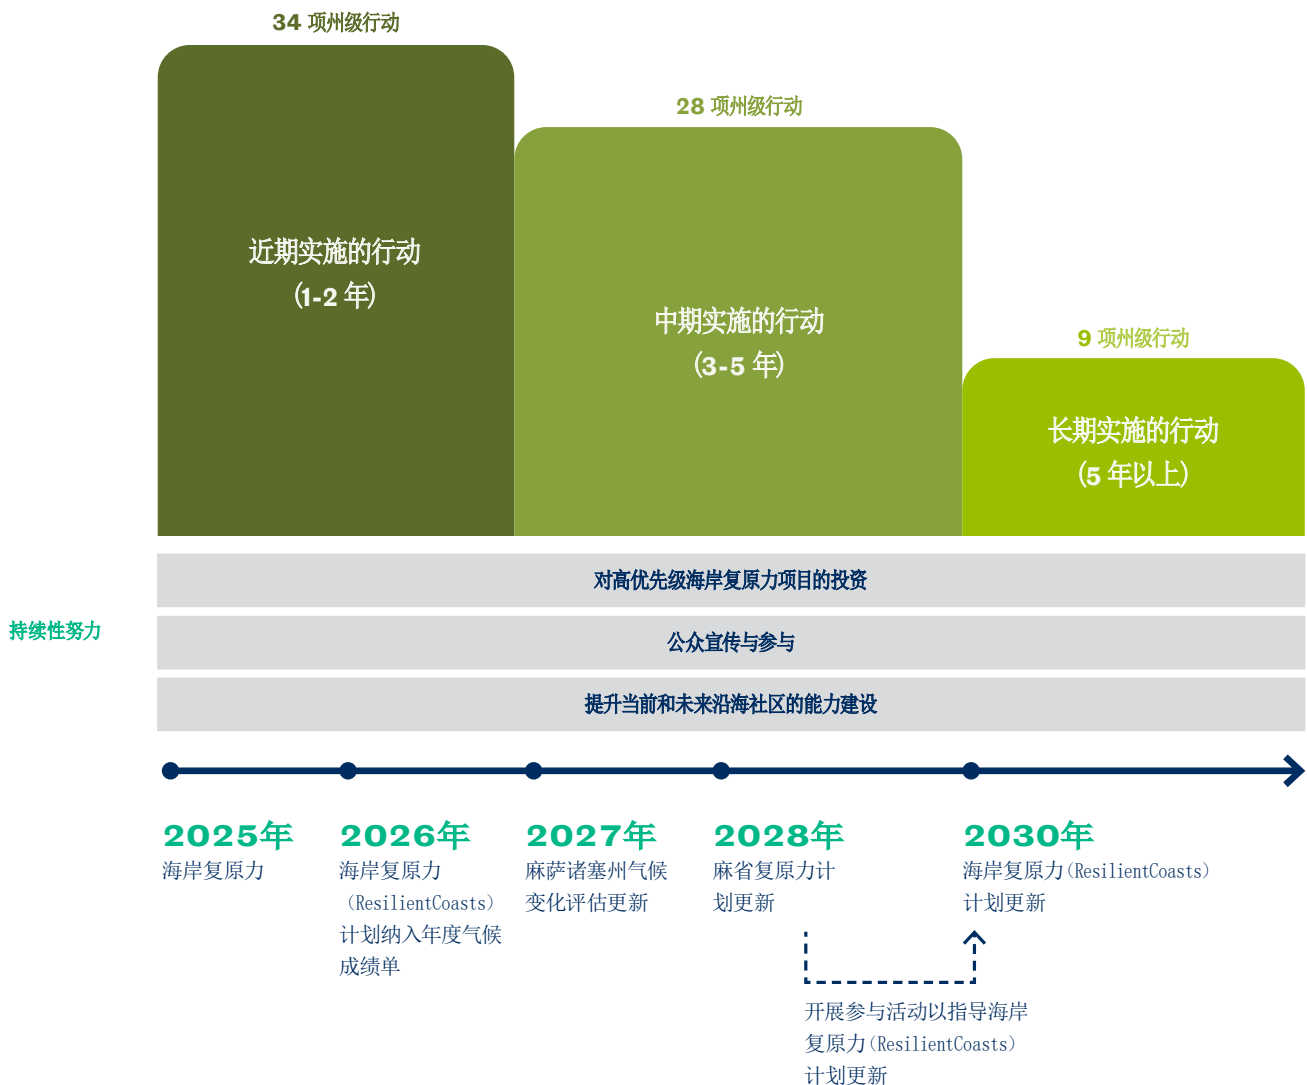 34 项州级行动
近期实施的行动
(1-2 年)
28 项州级行动
中期实施的行动
(3-5 年)
9 项州级行动
长期实施的行动
(5 年以上)
持续性努力
对高优先级海岸复原力项目的投资
公众宣传与参与
提升当前和未来沿海社区的能力建设
2025年
海岸复原力
2026年
海岸复原力
(ResilientCoasts)
计划纳入年度气候
成绩单
2027年
麻萨诸塞州气候
变化评估更新
2028年
麻省复原力计
划更新
2030年
海岸复原力(ResilientCoasts)
计划更新
开展参与活动以指导海岸
复原力(ResilientCoasts)
计划更新